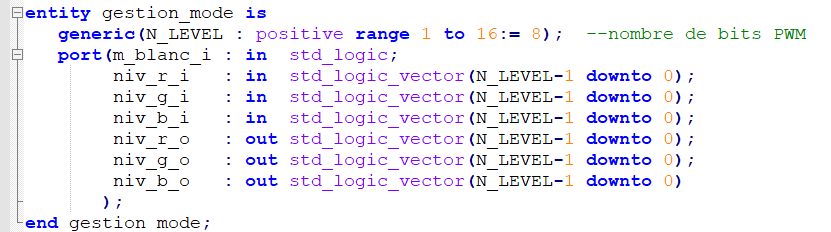 entity gestion_mode is
generic(N_LEVEL : positive range 1 to 16:= 8);  --nombre de bits PWM
port(m_blanc_i : in  std_logic;
niv_r_i   : in  std_logic_vector(N_LEVEL-1 downto 0);
niv_g_i   : in  std_logic_vector(N_LEVEL-1 downto 0);
niv_b_i   : in  std_logic_vector(N_LEVEL-1 downto 0);
niv_r_o   : out std_logic_vector(N_LEVEL-1 downto 0);
niv_g_o   : out std_logic_vector(N_LEVEL-1 downto 0);
niv_b_o   : out std_logic_vector(N_LEVEL-1 downto 0)
);
end gestion_mode;